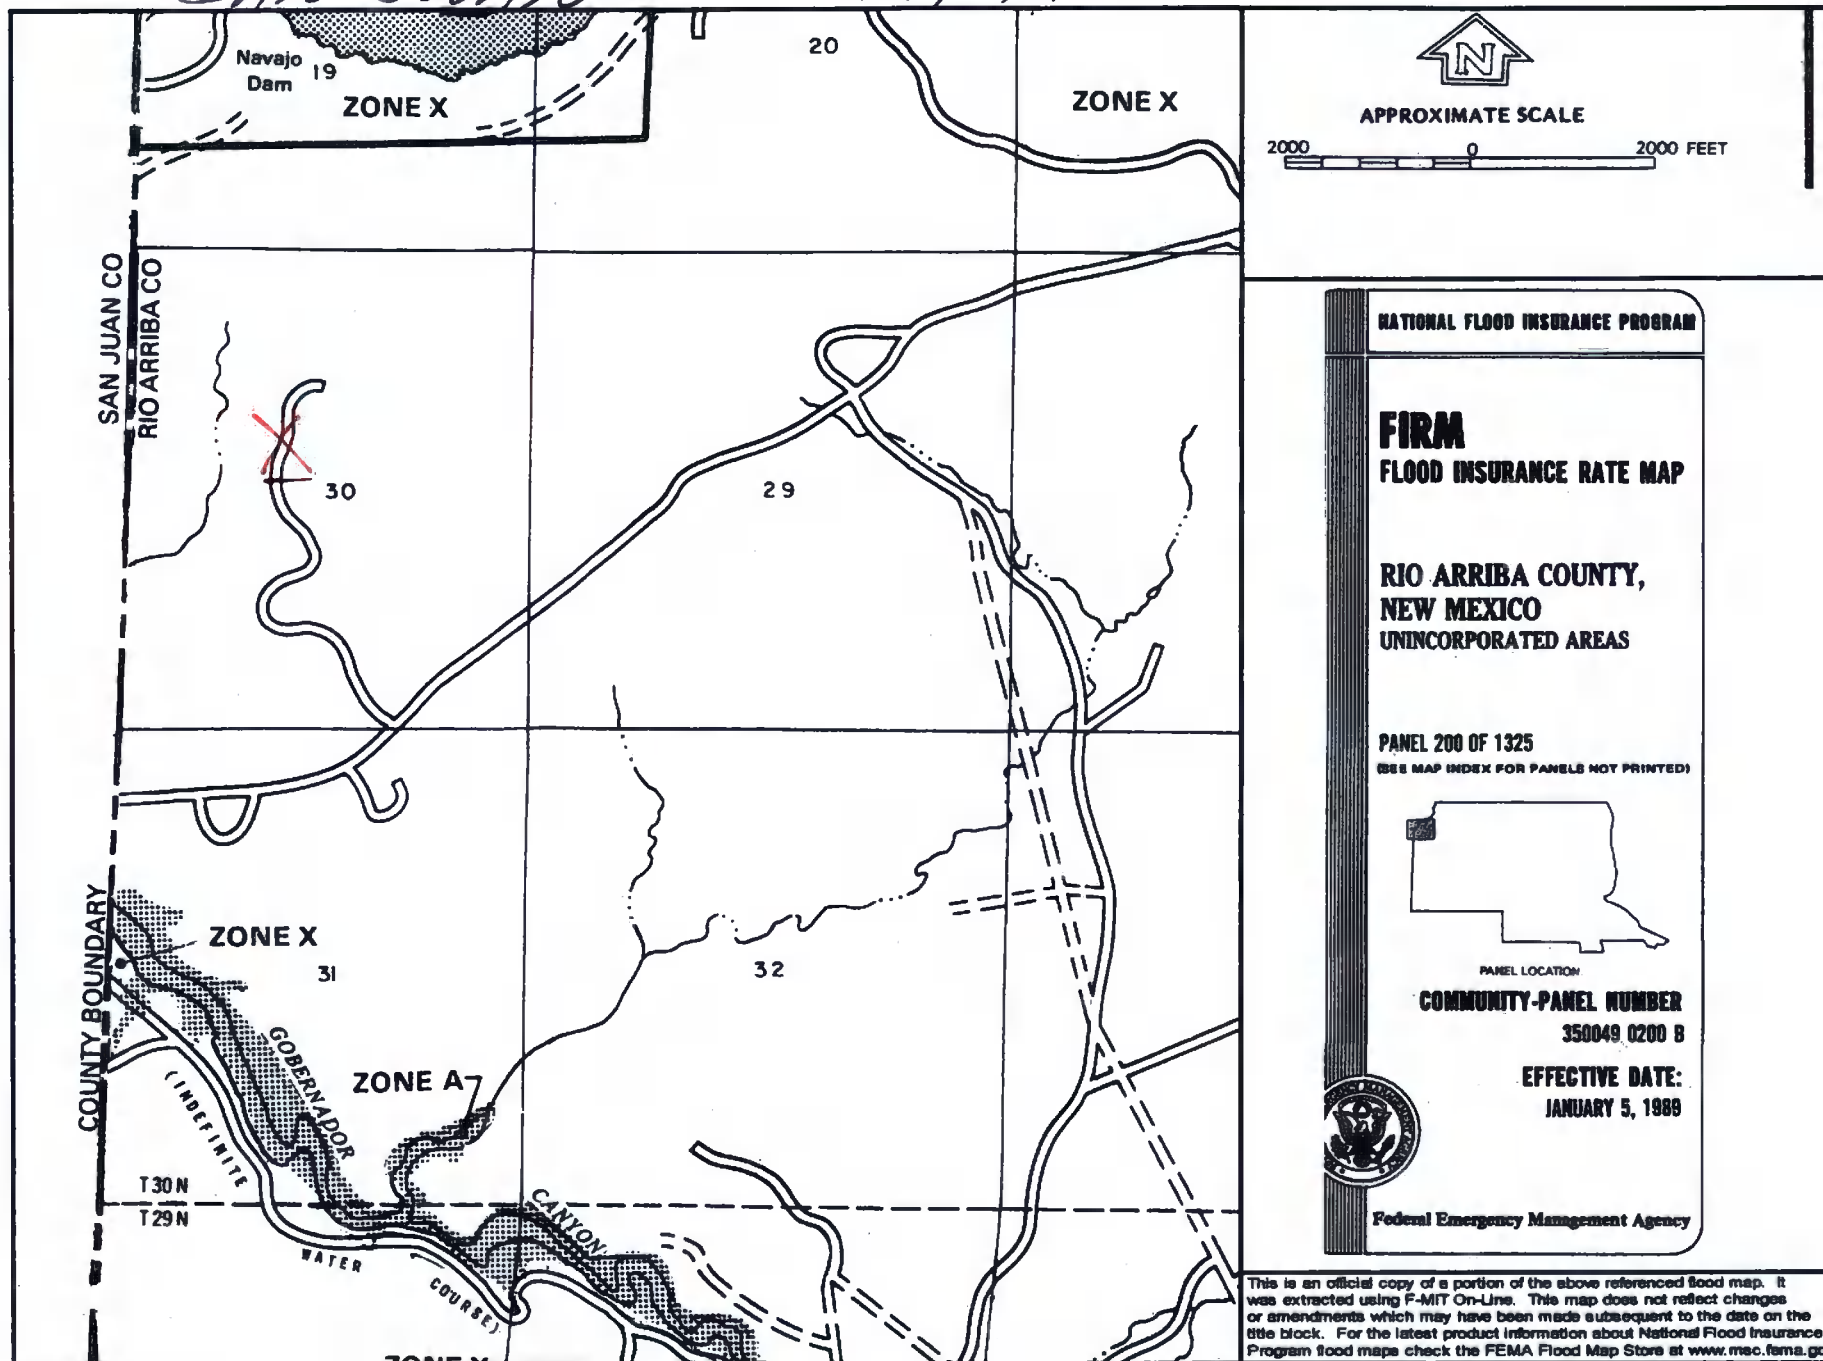 20
Navajo 19
Dam
ZONE X
ZONE X
N
APPROXIMATE SCALE
2000 0 2000 FEET
SAN JUAN CO
RIO ARRIBA CO
NATIONAL FLOOD INSURANCE PROGRAM
FIRM
FLOOD INSURANCE RATE MAP
30
29
RIO ARRIBA COUNTY,
NEW MEXICO
UNINCORPORATED AREAS
PANEL 200 OF 1325
(SEE MAP INDEX FOR PANELS NOT PRINTED)
PANEL LOCATION
COMMUNITY-PANEL NUMBER
350049 0200 B
EFFECTIVE DATE:
JANUARY 5, 1989
Federal Emergency Management Agency
COUNTY BOUNDARY
ZONE X
31
32
GOBERNADOR
CANYON
ZONE A
(INDEFINITE
WATER
COURSE)
T30N
T29N
ZONE X
This is an official copy of a portion of the above referenced flood map. It
was extracted using F-MIT On-Line. This map does not reflect changes
or amendments which may have been made subsequent to the date on the
title block. For the latest product information about National Flood Insurance
Program flood maps check the FEMA Flood Map Store at www.msc.fema.go